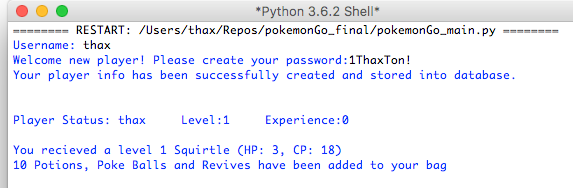 *Python 3.6.2 Shell*
======== RESTART: /Users/thax/Repos/pokemonGo_final/pokemonGo_main.py ========
Username: thax
Welcome new player! Please create your password:1ThaxTon!
Your player info has been successfully created and stored into database.
Player Status: thax     Level:1     Experience:0
You recieved a level 1 Squirtle (HP: 3, CP: 18)
10 Potions, Poke Balls and Revives have been added to your bag